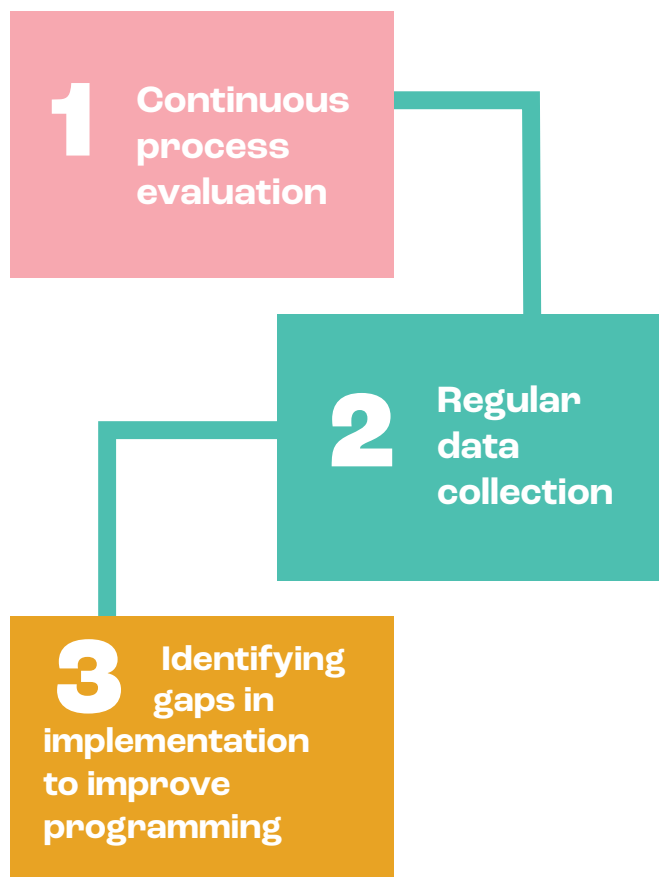 1 Continuous
process
evaluation
2 Regular
data
collection
3 Identifying
gaps in
implementation
to improve
programming